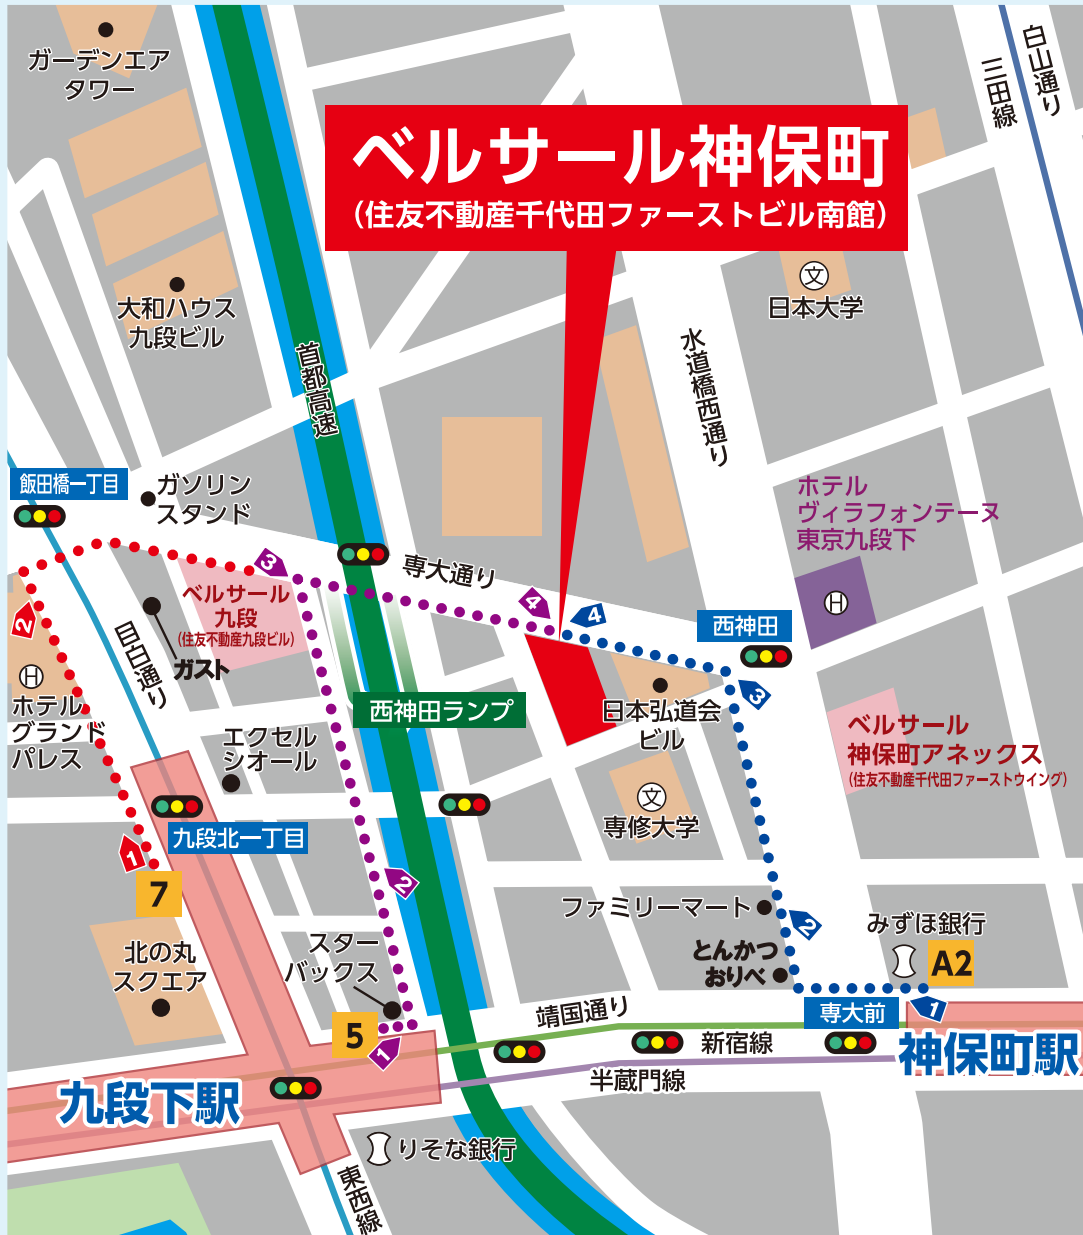 ガーデンエア
タワー
白山通り
三田線
ベルサール神保町
（住友不動産千代田ファーストビル南館）
文
日本大学
大和ハウス
九段ビル
首都高速
水道橋西通り
飯田橋一丁目
ガソリン
スタンド
ホテル
ヴィラフォンテーヌ
東京九段下
H
専大通り
3
4
4
ベルサール
九段
（住友不動産九段ビル）
2
目白通り
ガスト
西神田
H
ホテル
グランド
パレス
西神田ランプ
日本弘道会
ビル
3
ベルサール
神保町アネックス
（住友不動産千代田ファーストウイング）
エクセル
シオール
文
専修大学
九段北一丁目
1
7
2
ファミリーマート
2
みずほ銀行
とんかつ
おりべ
A2
北の丸
スクエア
スター
バックス
靖国通り
専大前
1
5
1
新宿線
神保町駅
半蔵門線
九段下駅
りそな銀行
東西線